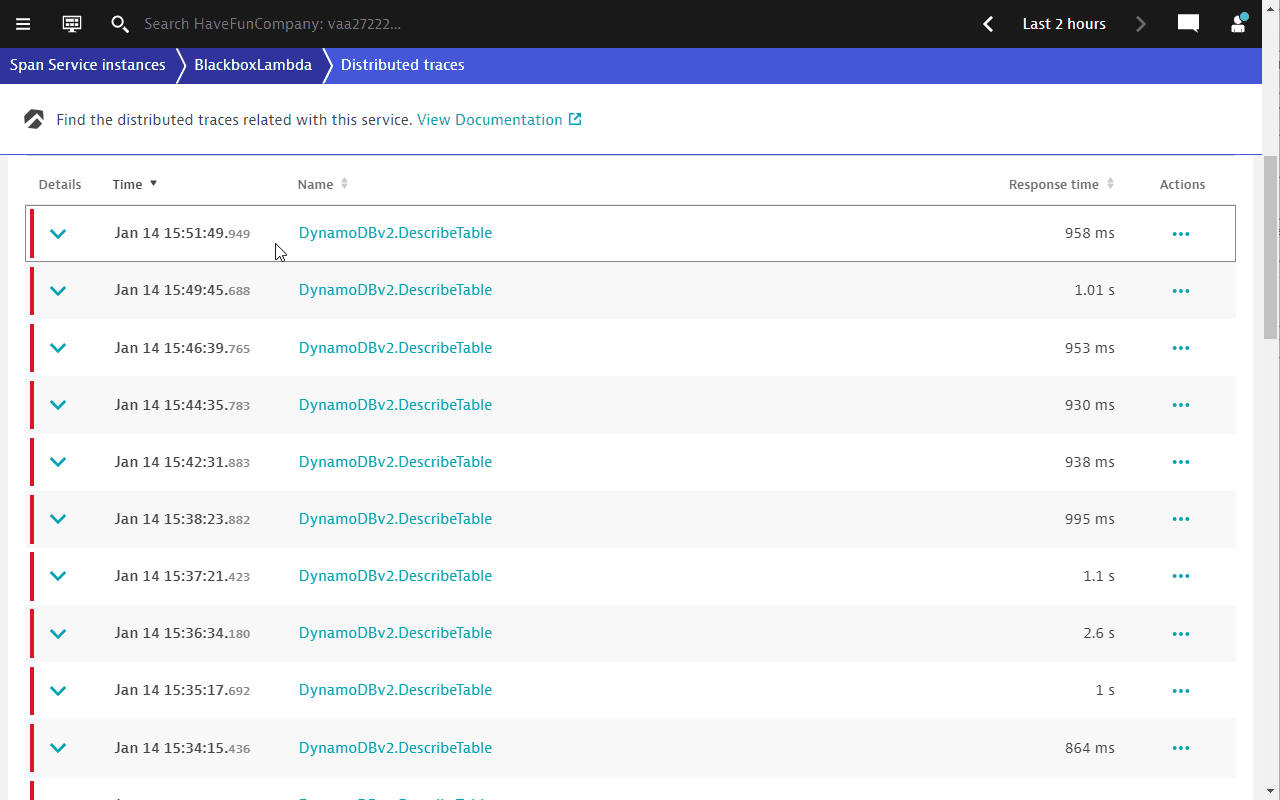 Search HaveFunCompany: vaa27222...
Last 2 hours
Span Service instances BlackboxLambda Distributed traces
Find the distributed traces related with this service. View Documentation
Details Time Name Response time Actions
Jan 14 15:51:49.949 DynamoDBv2.DescribeTable 958 ms
Jan 14 15:49:45.688 DynamoDBv2.DescribeTable 1.01 s
Jan 14 15:46:39.765 DynamoDBv2.DescribeTable 953 ms
Jan 14 15:44:35.783 DynamoDBv2.DescribeTable 930 ms
Jan 14 15:42:31.883 DynamoDBv2.DescribeTable 938 ms
Jan 14 15:38:23.882 DynamoDBv2.DescribeTable 995 ms
Jan 14 15:37:21.423 DynamoDBv2.DescribeTable 1.1 s
Jan 14 15:36:34.180 DynamoDBv2.DescribeTable 2.6 s
Jan 14 15:35:17.692 DynamoDBv2.DescribeTable 1 s
Jan 14 15:34:15.436 DynamoDBv2.DescribeTable 864 ms